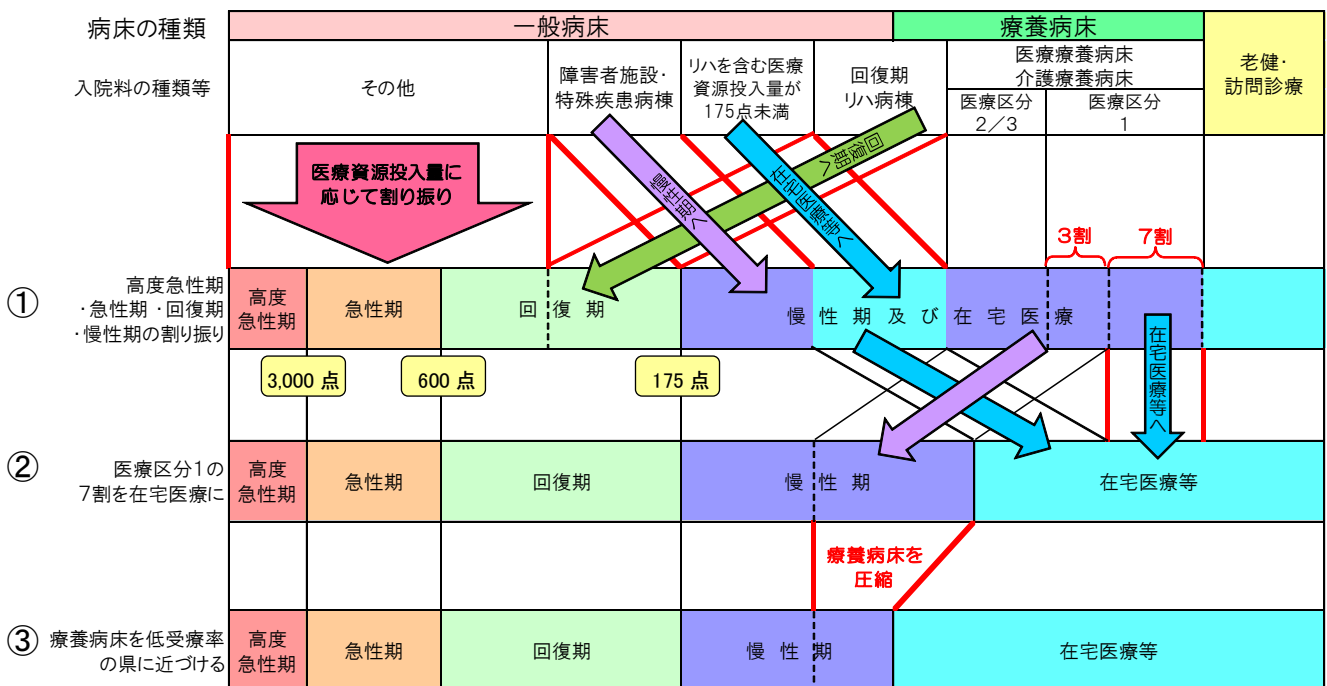 病床の種類
一般病床
療養病床
入院料の種類等
その他
障害者施設・
特殊疾患病棟
リハを含む医療
資源投入量が
175点未満
回復期
リハ病棟
医療療養病床
介護療養病床
医療区分
2/3
医療区分
1
老健・
訪問診療
医療資源投入量に
応じて割り振り
慢性期へ
在宅医療等へ
回復期へ
3割
7割
①
高度急性期
・急性期・回復期
・慢性期の割り振り
高度
急性期
急性期
回復期
慢性期及び在宅医療
在宅医療等へ
3,000 点
600 点
175 点
②
医療区分1の
7割を在宅医療に
高度
急性期
急性期
回復期
慢性期
在宅医療等
療養病床を
圧縮
③
療養病床を低受療率
の県に近づける
高度
急性期
急性期
回復期
慢性期
在宅医療等